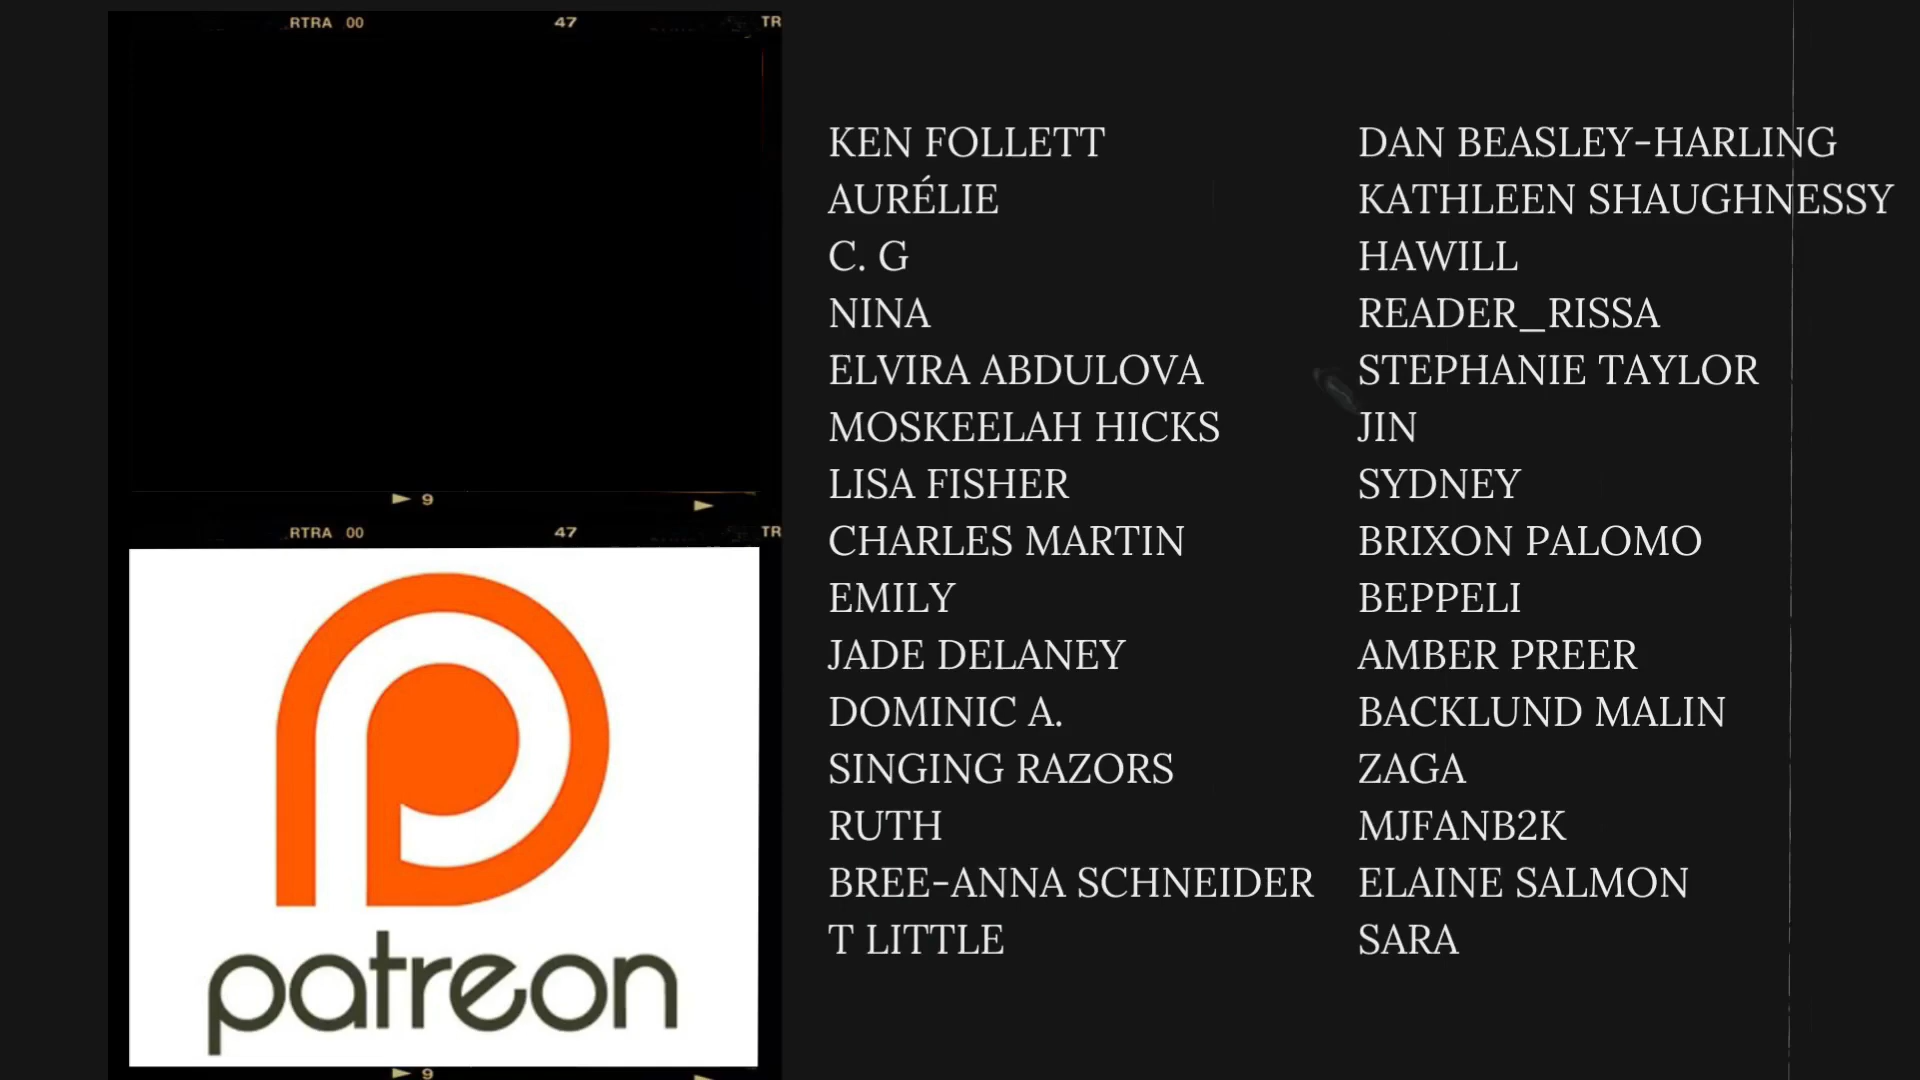 RTRA 00 47 TR
9
RTRA 00 47 TR
patreon
9
KEN FOLLETT
AURÉLIE
C. G
NINA
ELVIRA ABDULOVA
MOSKEELAH HICKS
LISA FISHER
CHARLES MARTIN
EMILY
JADE DELANEY
DOMINIC A.
SINGING RAZORS
RUTH
BREE-ANNA SCHNEIDER
T LITTLE
DAN BEASLEY-HARLING
KATHLEEN SHAUGHNESSY
HAWILL
READER_RISSA
STEPHANIE TAYLOR
JIN
SYDNEY
BRIXON PALOMO
BEPPELI
AMBER PREER
BACKLUND MALIN
ZAGA
MJFANB2K
ELAINE SALMON
SARA